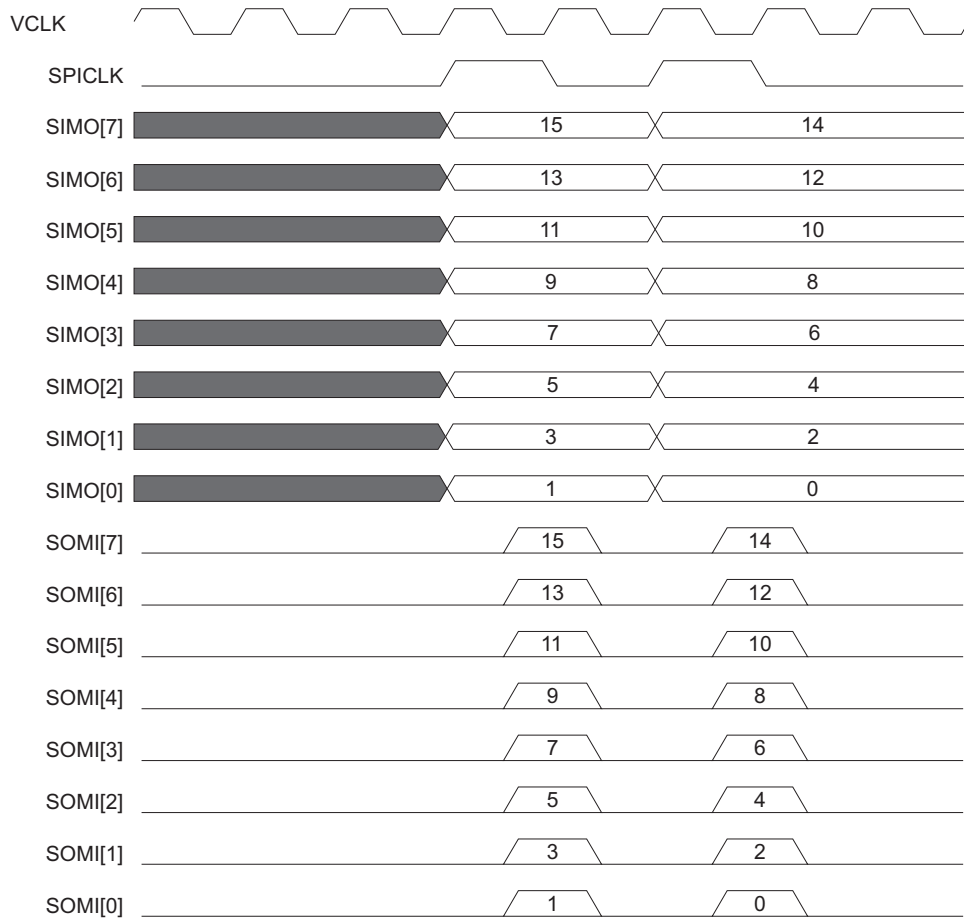 VCLK
SPICLK
SIMO[7] 15 14
SIMO[6] 13 12
SIMO[5] 11 10
SIMO[4] 9 8
SIMO[3] 7 6
SIMO[2] 5 4
SIMO[1] 3 2
SIMO[0] 1 0
SOMI[7] 15 14
SOMI[6] 13 12
SOMI[5] 11 10
SOMI[4] 9 8
SOMI[3] 7 6
SOMI[2] 5 4
SOMI[1] 3 2
SOMI[0] 1 0